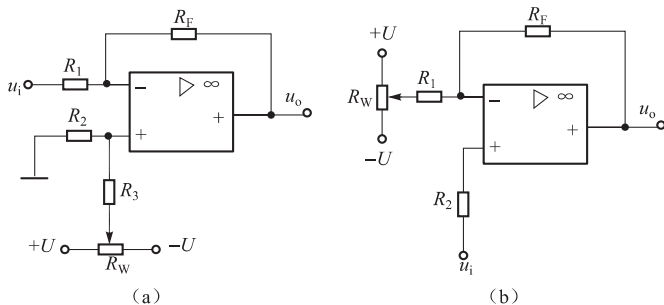 R_F
u_i
R_1
−
▷ ∞
+
u_o
R_2
+
R_3
+U
R_W
−U
(a)
+U
R_F
R_W
R_1
−
▷ ∞
+
u_o
−U
+
R_2
u_i
(b)